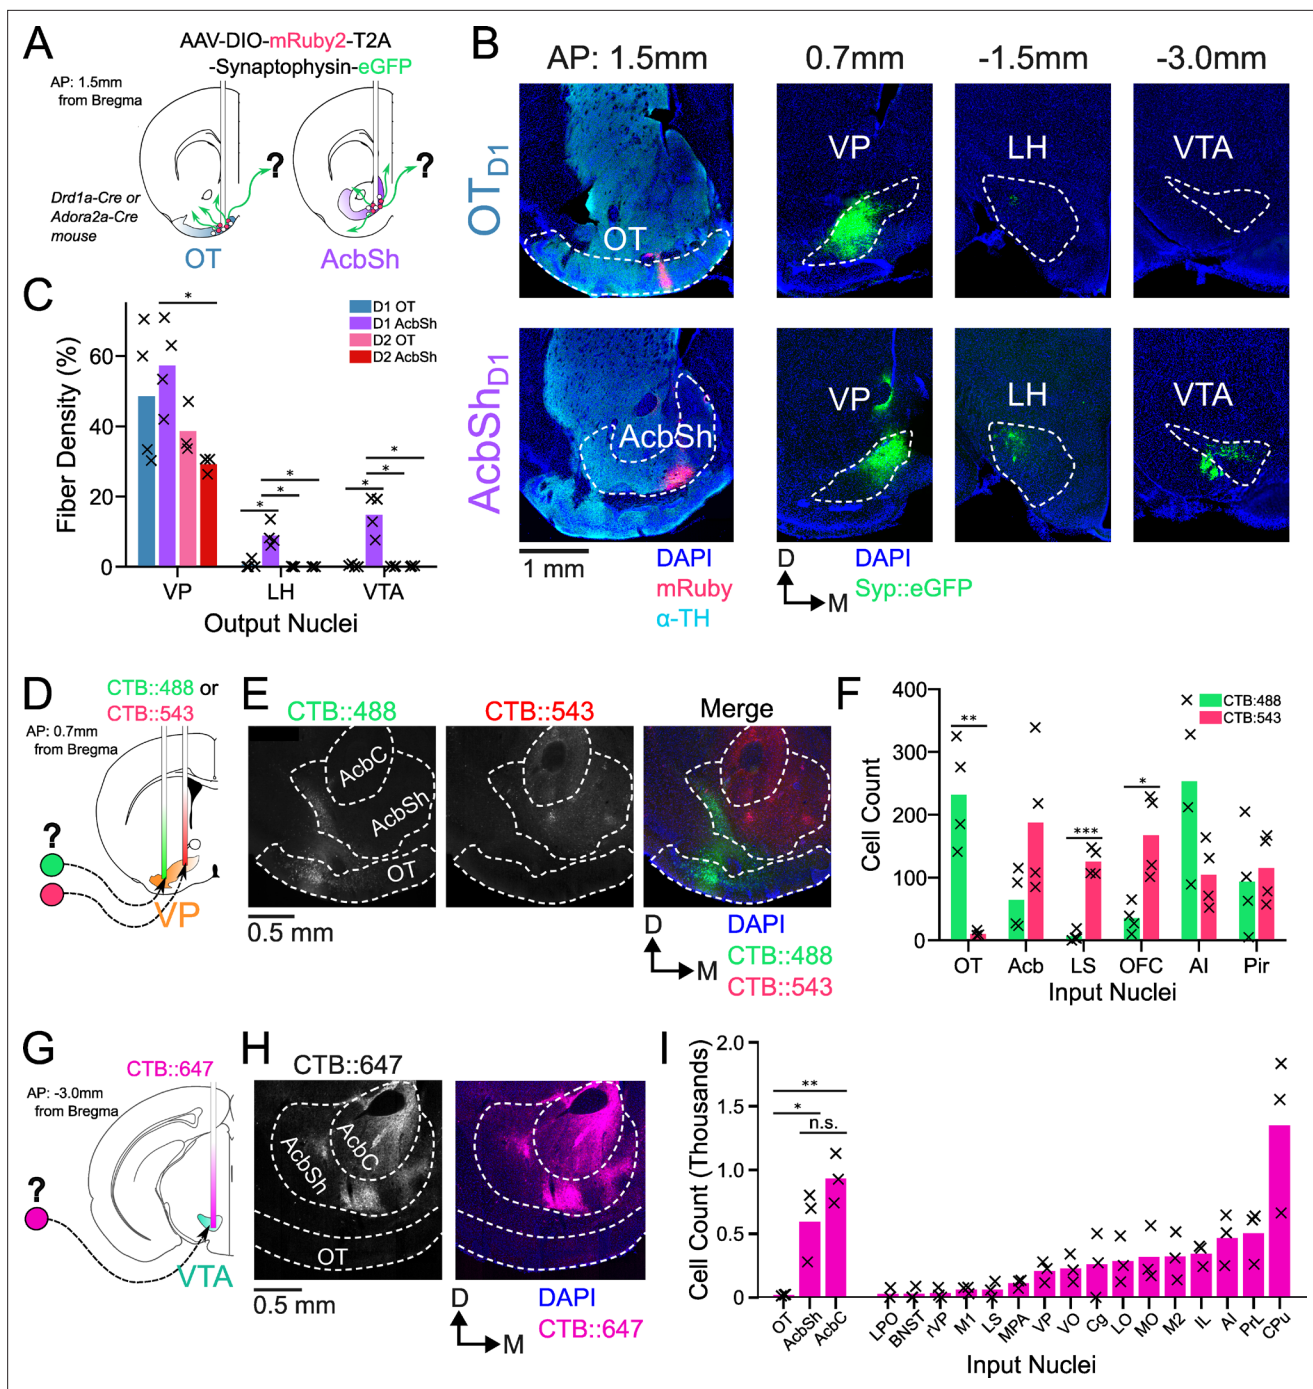 A
AAV-DIO-mRuby2-T2A
-Synaptophysin-eGFP
AP: 1.5mm
from Bregma
?
?
Drd1a-Cre or
Adora2a-Cre
mouse
OT
AcbSh
B
AP: 1.5mm
0.7mm
-1.5mm
-3.0mm
OTD1
OT
VP
LH
VTA
AcbShD1
AcbSh
VP
LH
VTA
1 mm
DAPI
mRuby
α-TH
D
M
DAPI
Syp::eGFP
C
Fiber Density (%)
60
40
20
0
*
D1 OT
D1 AcbSh
D2 OT
D2 AcbSh
*
*
*
*
*
*
VP
LH
VTA
Output Nuclei
D
CTB::488 or
CTB::543
AP: 0.7mm
from Bregma
?
VP
E
CTB::488
CTB::543
Merge
AcbC
AcbSh
OT
0.5 mm
D
M
DAPI
CTB::488
CTB::543
F
Cell Count
400
300
200
100
0
CTB:488
CTB:543
**
***
*
OT
Acb
LS
OFC
AI
Pir
Input Nuclei
G
CTB::647
AP: -3.0mm
from Bregma
?
VTA
H
CTB::647
AcbSh
AcbC
OT
0.5 mm
D
M
DAPI
CTB::647
I
Cell Count (Thousands)
2.0
1.5
1.0
0.5
0
**
*
n.s.
OT
AcbSh
AcbC
LPO
BNST
rVP
M1
LS
MPA
VP
VO
Cg
LO
MO
M2
IL
AI
PrL
CPu
Input Nuclei